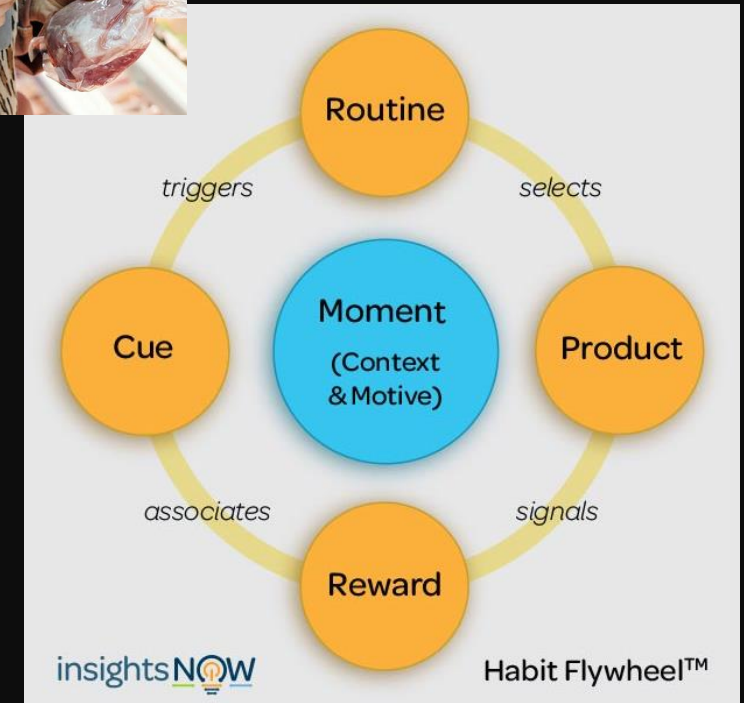 Routine
triggers
selects
Moment
(Context
& Motive)
Cue
Product
associates
signals
Reward
insightsNOW
Habit Flywheel™